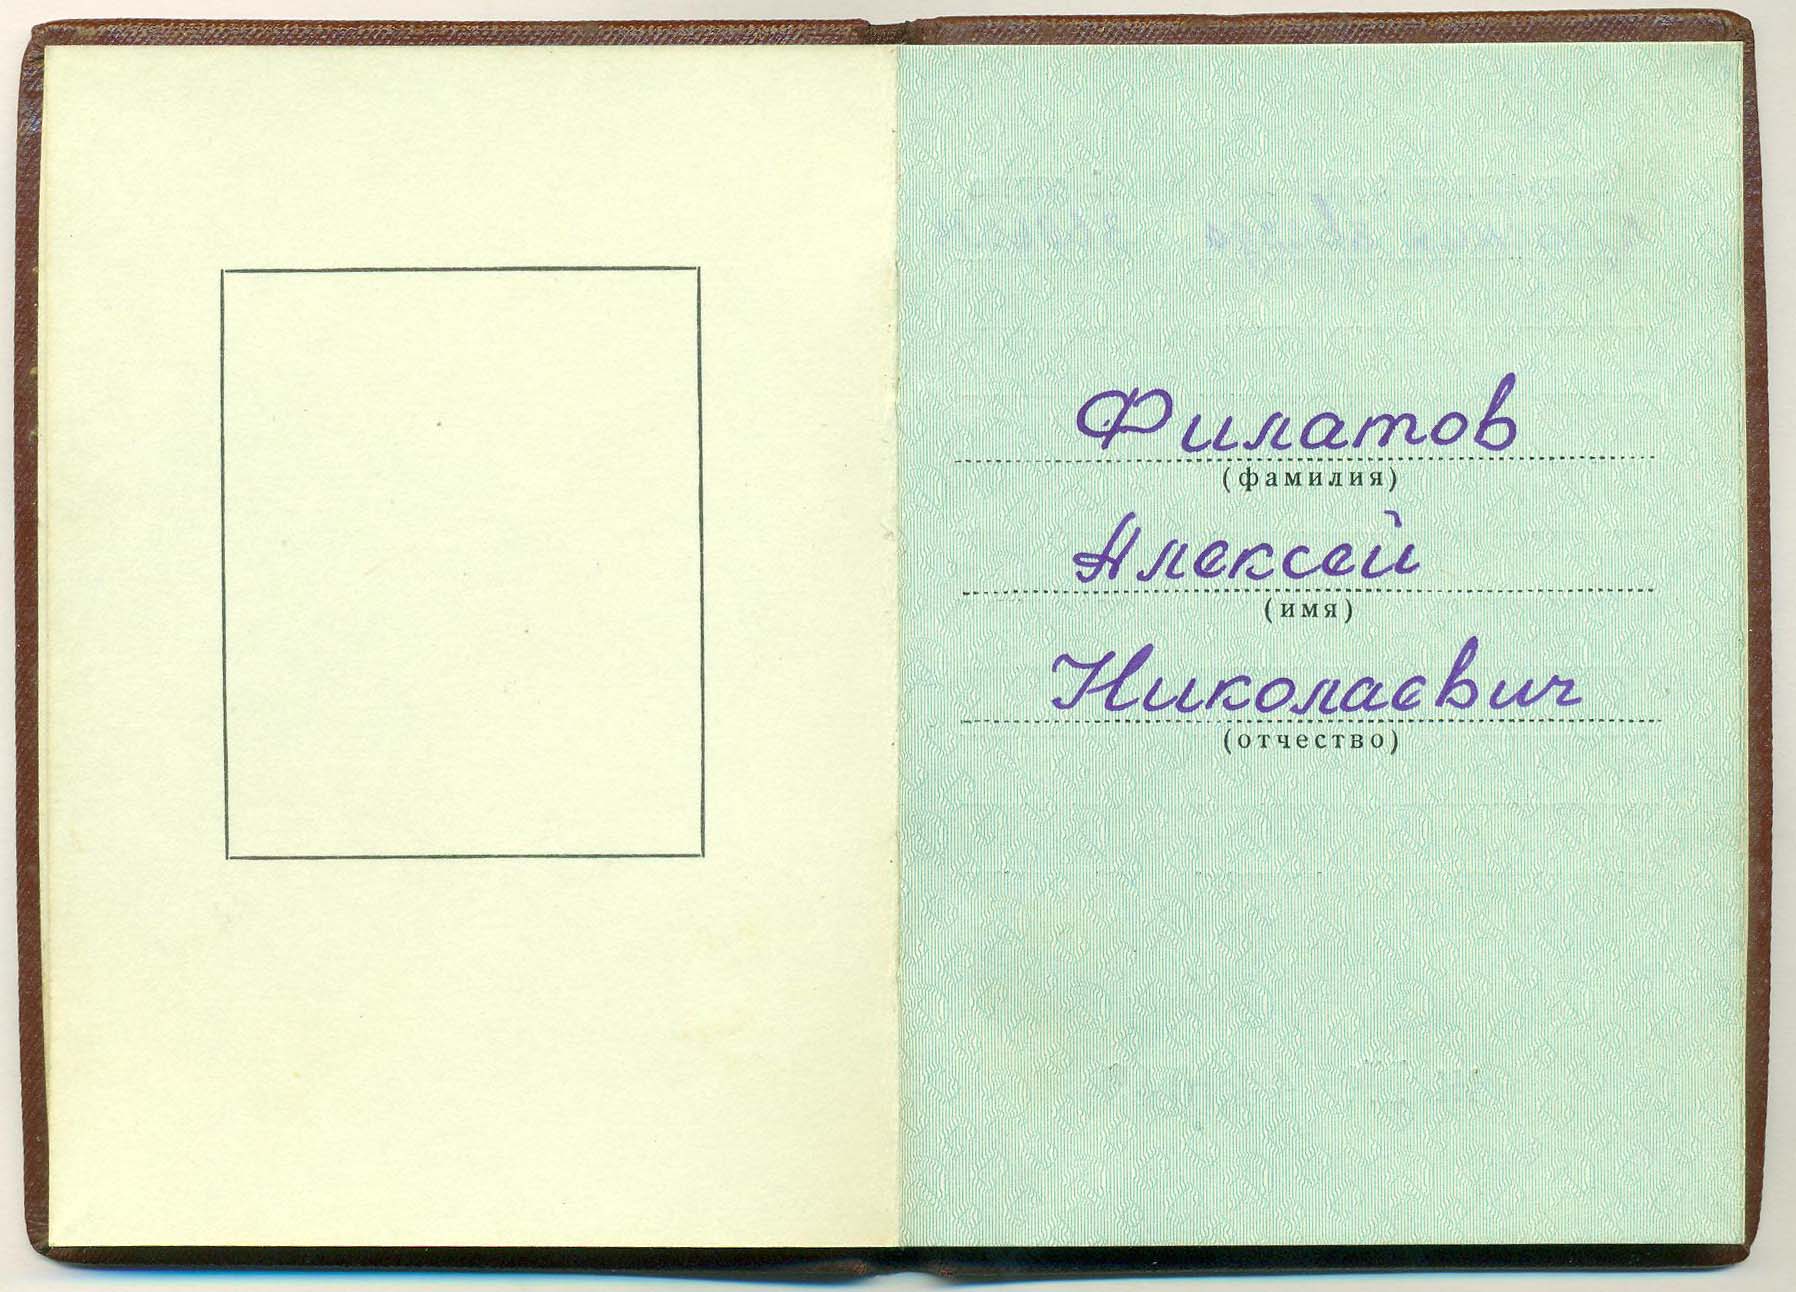 Филатов
(фамилия)
Алексей
(имя)
Николаевич
(отчество)